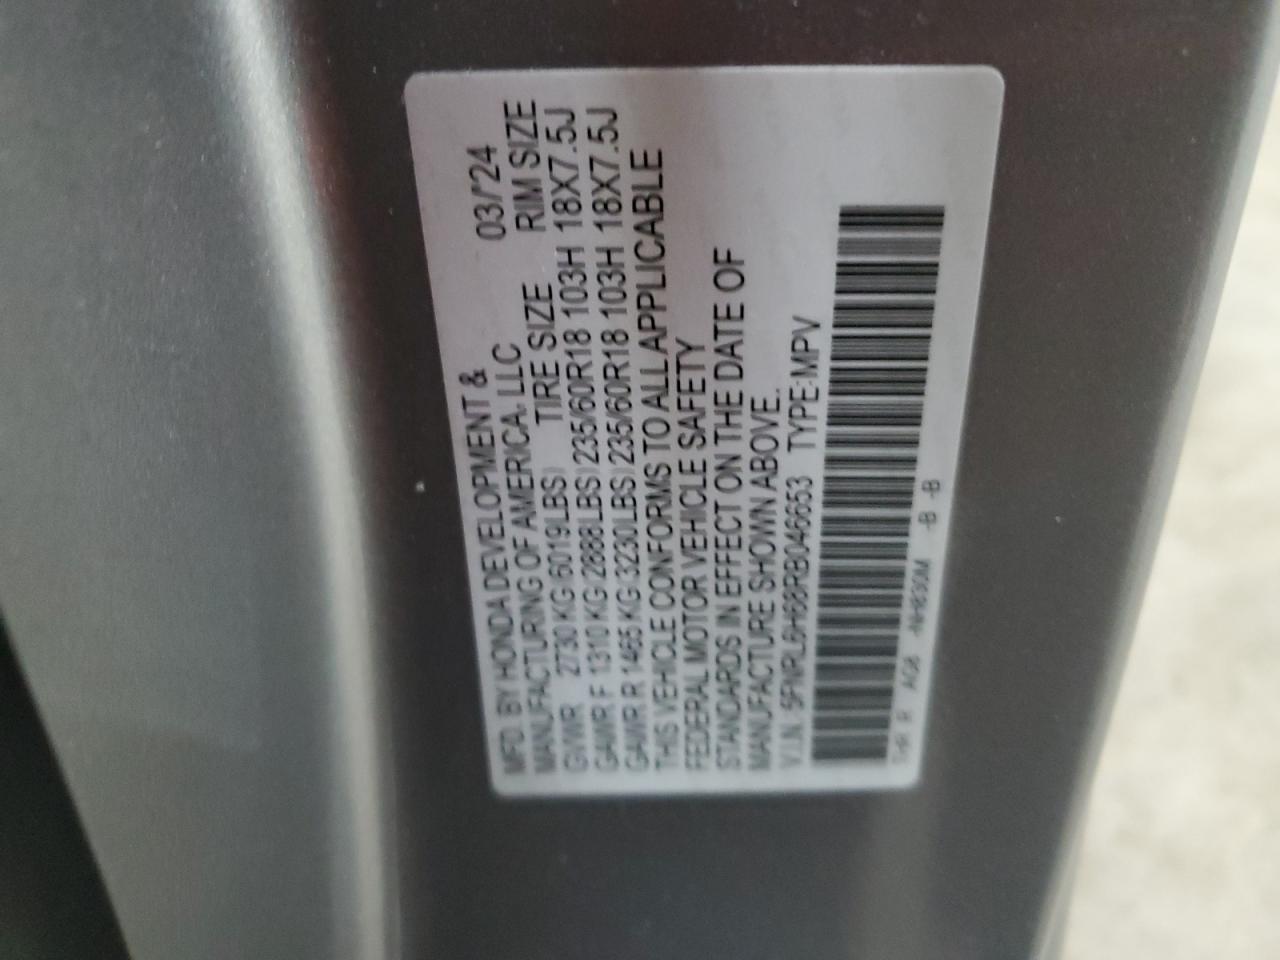 MFD. BY HONDA DEVELOPMENT & 03/'24
MANUFACTURING OF AMERICA, LLC
GVWR 2730 KG(6019LBS) TIRE SIZE RIM SIZE
GAWR F 1310 KG(2888LBS)235/60R18 103H 18X7.5J
GAWR R 1465 KG(3230LBS)235/60R18 103H 18X7.5J
THIS VEHICLE CONFORMS TO ALL APPLICABLE
FEDERAL MOTOR VEHICLE SAFETY
STANDARDS IN EFFECT ON THE DATE OF
MANUFACTURE SHOWN ABOVE.
V.I.N. 5FNRL6H68RB046653 TYPE:MPV
THR R AG8 -NH830M -B -B